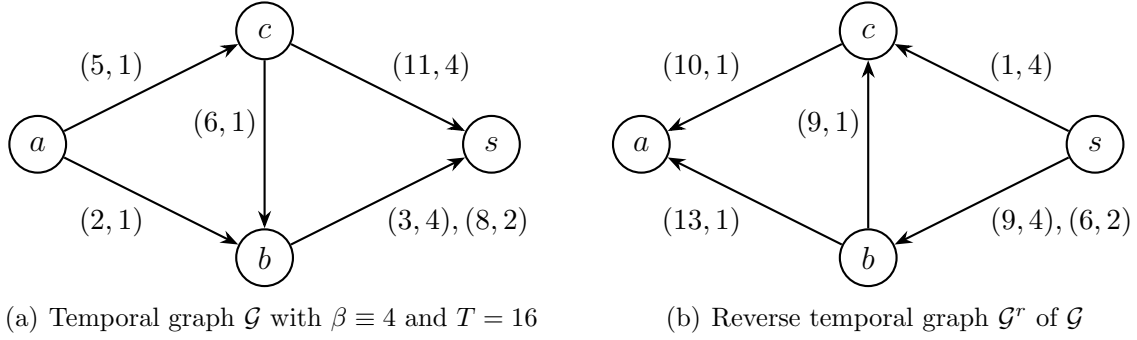 c
(5, 1)
(11, 4)
(6, 1)
a
s
(2, 1)
(3, 4), (8, 2)
b
(a) Temporal graph 𝒢 with β ≡ 4 and T = 16
c
(10, 1)
(1, 4)
(9, 1)
a
s
(13, 1)
(9, 4), (6, 2)
b
(b) Reverse temporal graph 𝒢ʳ of 𝒢